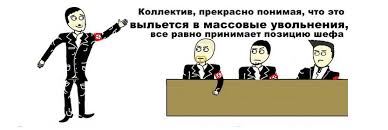 Коллектив, прекрасно понимая, что это
выльется в массовые увольнения,
все равно принимает позицию шефа